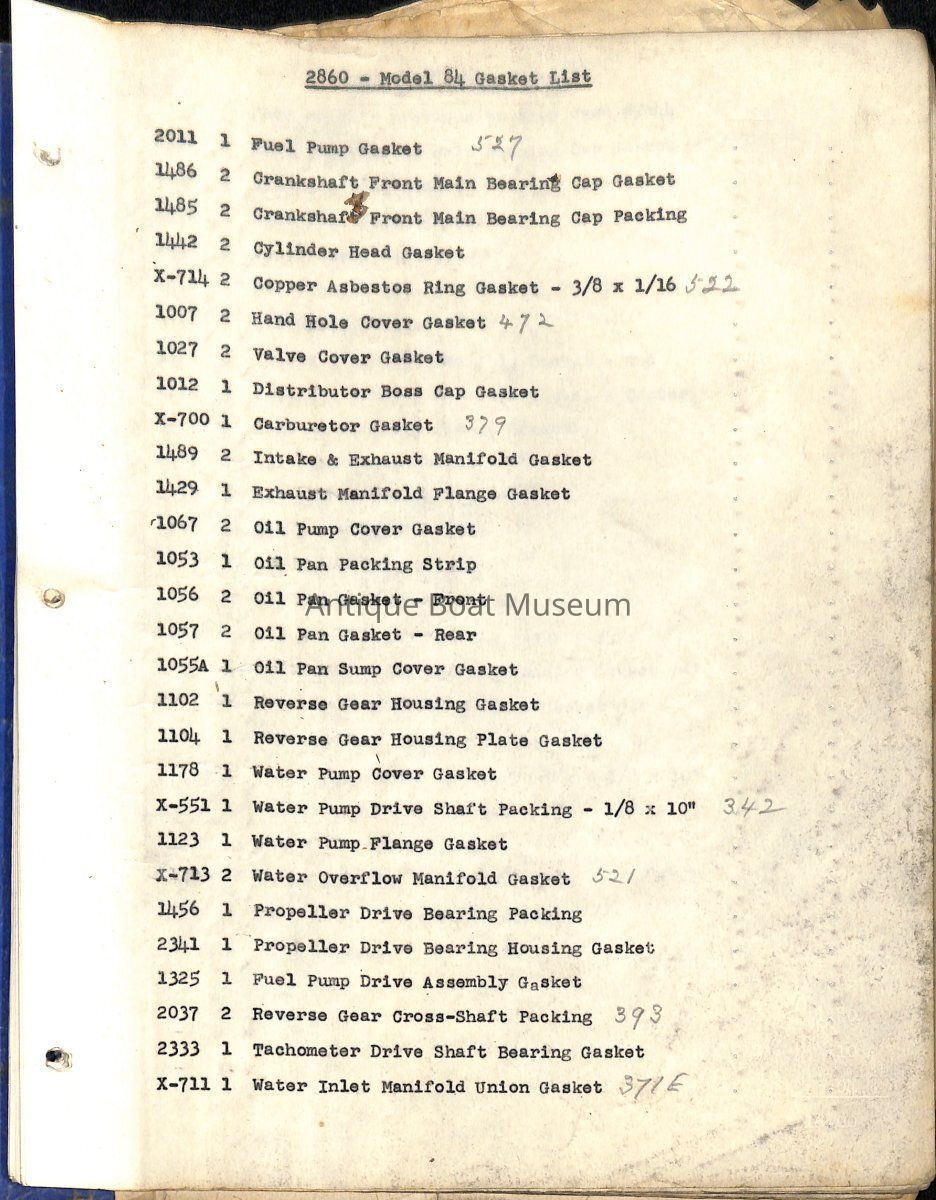 2860 - Model 84 Gasket List
2011 1 Fuel Pump Gasket 527
1486 2 Crankshaft Front Main Bearing Cap Gasket
1485 2 Crankshaft Front Main Bearing Cap Packing
1442 2 Cylinder Head Gasket
X-714 2 Copper Asbestos Ring Gasket - 3/8 x 1/16 522
1007 2 Hand Hole Cover Gasket 472
1027 2 Valve Cover Gasket
1012 1 Distributor Boss Cap Gasket
X-700 1 Carburetor Gasket 379
1489 2 Intake & Exhaust Manifold Gasket
1429 1 Exhaust Manifold Flange Gasket
1067 2 Oil Pump Cover Gasket
1053 1 Oil Pan Packing Strip
1056 2 Oil Pan Gasket - Front
Antique Boat Museum
1057 2 Oil Pan Gasket - Rear
1055A 1 Oil Pan Sump Cover Gasket
1102 1 Reverse Gear Housing Gasket
1104 1 Reverse Gear Housing Plate Gasket
1178 1 Water Pump Cover Gasket
X-551 1 Water Pump Drive Shaft Packing - 1/8 x 10" 342
1123 1 Water Pump Flange Gasket
X-713 2 Water Overflow Manifold Gasket 521
1456 1 Propeller Drive Bearing Packing
2341 1 Propeller Drive Bearing Housing Gasket
1325 1 Fuel Pump Drive Assembly Gasket
2037 2 Reverse Gear Cross-Shaft Packing 393
2333 1 Tachometer Drive Shaft Bearing Gasket
X-711 1 Water Inlet Manifold Union Gasket 371E